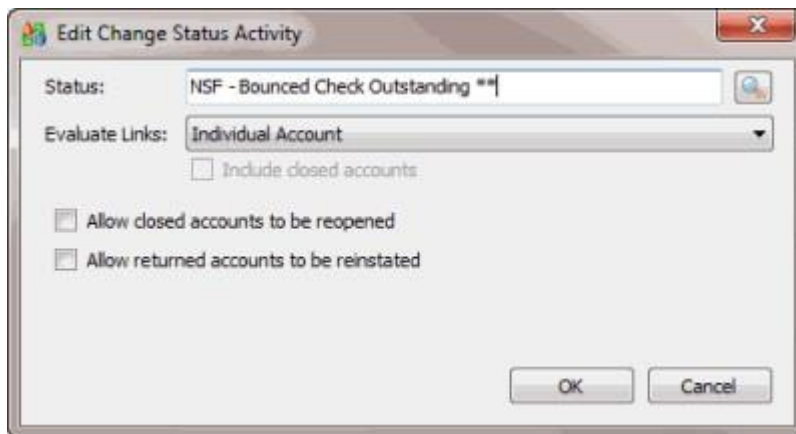 Edit Change Status Activity
Status: NSF - Bounced Check Outstanding **
Evaluate Links: Individual Account
Include closed accounts
Allow closed accounts to be reopened
Allow returned accounts to be reinstated
OK Cancel